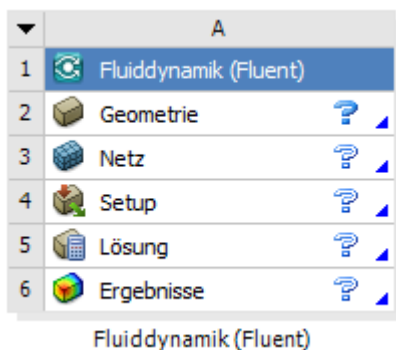 A
1 Fluiddynamik (Fluent)
2 Geometrie ?
3 Netz ?
4 Setup ?
5 Lösung ?
6 Ergebnisse ?
Fluiddynamik (Fluent)